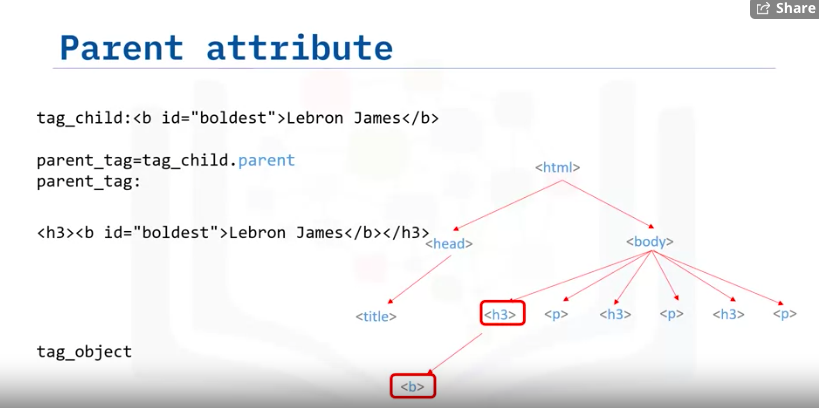 Share
Parent attribute
tag_child:<b id="boldest">Lebron James</b>
parent_tag=tag_child.parent
parent_tag:
<h3><b id="boldest">Lebron James</b></h3>
tag_object
<html>
<head> <body>
<title> <h3> <p> <h3> <p> <h3> <p>
<b>